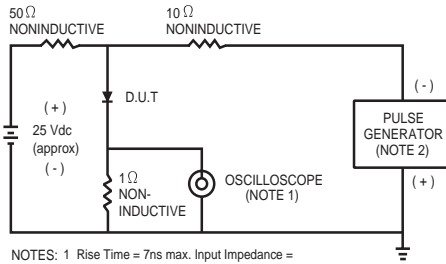 50 Ω
NONINDUCTIVE
10 Ω
NONINDUCTIVE
( + )
25 Vdc
(approx)
( - )
D.U.T
1 Ω
NON-
INDUCTIVE
OSCILLOSCOPE
(NOTE 1)
( - )
PULSE
GENERATOR
(NOTE 2)
( + )
NOTES: 1 Rise Time = 7ns max. Input Impedance =